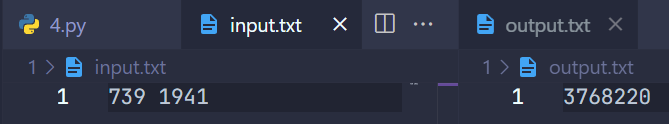 4.py input.txt output.txt
1 > input.txt 1 > output.txt
1 739 1941 1 3768220